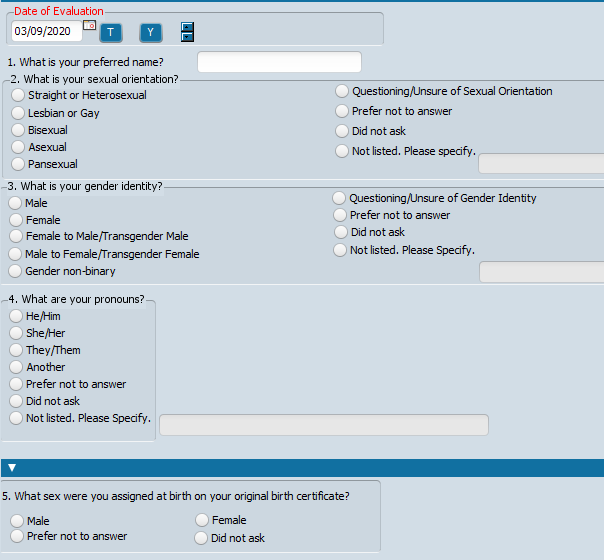 Date of Evaluation
03/09/2020 T Y
1. What is your preferred name?
2. What is your sexual orientation?
Straight or Heterosexual
Lesbian or Gay
Bisexual
Asexual
Pansexual
Questioning/Unsure of Sexual Orientation
Prefer not to answer
Did not ask
Not listed. Please specify.
3. What is your gender identity?
Male
Female
Female to Male/Transgender Male
Male to Female/Transgender Female
Gender non-binary
Questioning/Unsure of Gender Identity
Prefer not to answer
Did not ask
Not listed. Please Specify.
4. What are your pronouns?
He/Him
She/Her
They/Them
Another
Prefer not to answer
Did not ask
Not listed. Please Specify.
5. What sex were you assigned at birth on your original birth certificate?
Male
Female
Prefer not to answer
Did not ask